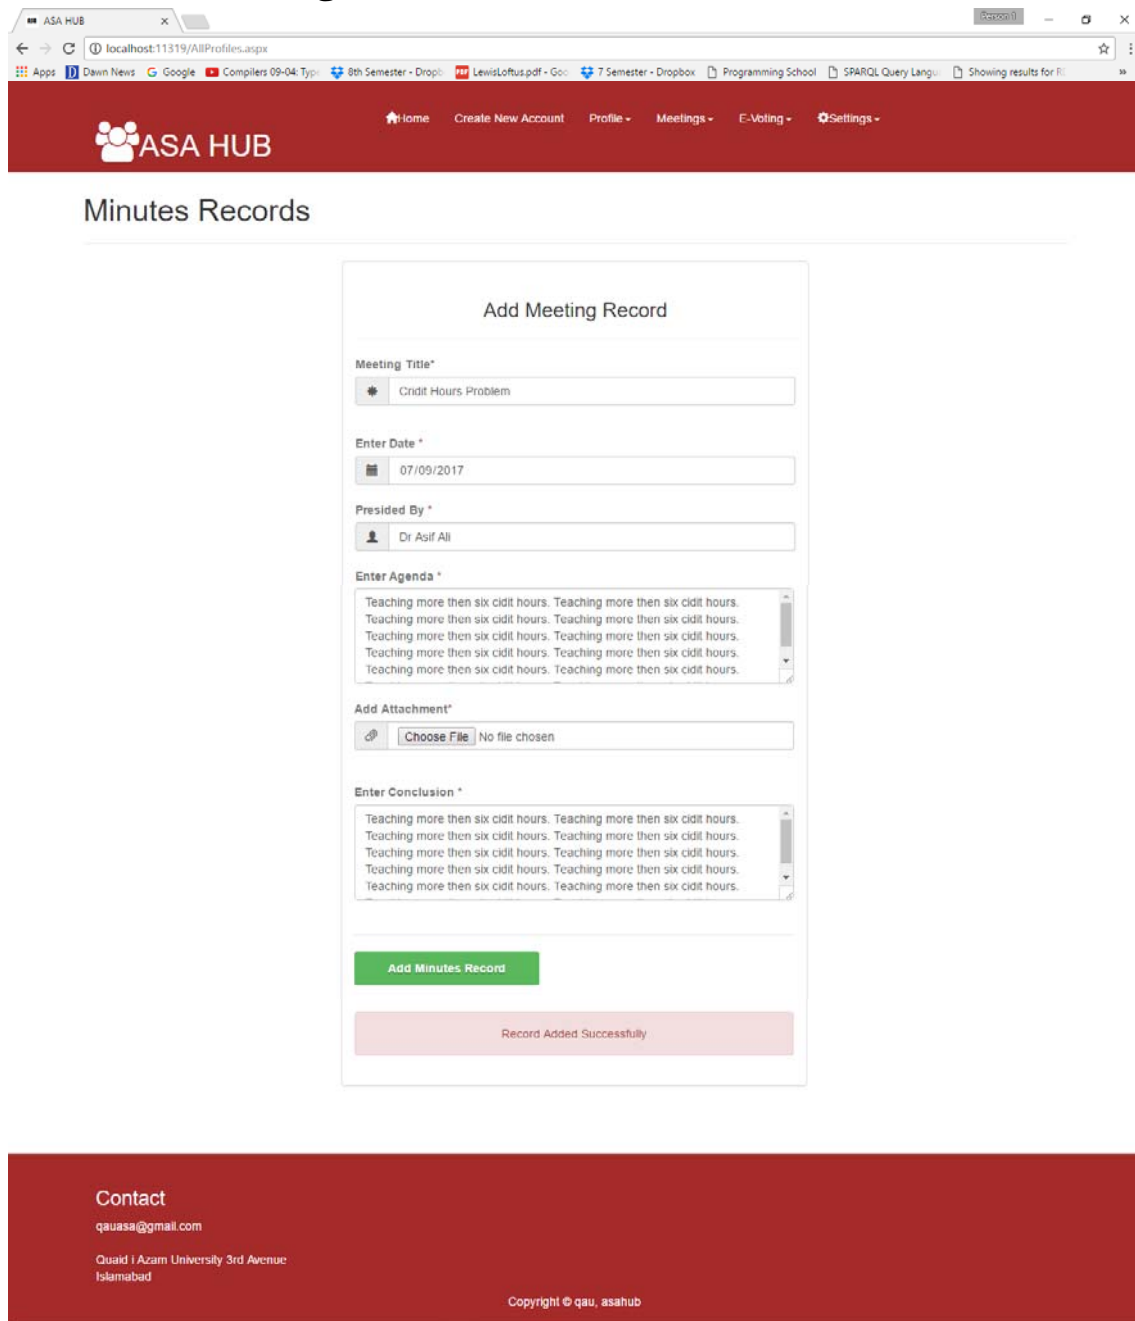 ASA HUB
Person 1
localhost:11319/AllProfiles.aspx
Apps Dawn News Google Compilers 09-04: Typ 8th Semester - Dropb LewisLoftus.pdf - Goo 7 Semester - Dropbox Programming School SPARQL Query Langu Showing results for
ASA HUB
Home Create New Account Profile Meetings E-Voting Settings
Minutes Records
Add Meeting Record
Meeting Title*
Cridit Hours Problem
Enter Date *
07/09/2017
Presided By *
Dr Asif Ali
Enter Agenda *
Teaching more then six cidit hours. Teaching more then six cidit hours.
Teaching more then six cidit hours. Teaching more then six cidit hours.
Teaching more then six cidit hours. Teaching more then six cidit hours.
Teaching more then six cidit hours. Teaching more then six cidit hours.
Teaching more then six cidit hours. Teaching more then six cidit hours.
Add Attachment*
Choose File No file chosen
Enter Conclusion *
Teaching more then six cidit hours. Teaching more then six cidit hours.
Teaching more then six cidit hours. Teaching more then six cidit hours.
Teaching more then six cidit hours. Teaching more then six cidit hours.
Teaching more then six cidit hours. Teaching more then six cidit hours.
Teaching more then six cidit hours. Teaching more then six cidit hours.
Add Minutes Record
Record Added Successfully
Contact
qauasa@gmail.com
Quaid i Azam University 3rd Avenue
Islamabad
Copyright © qau, asahub